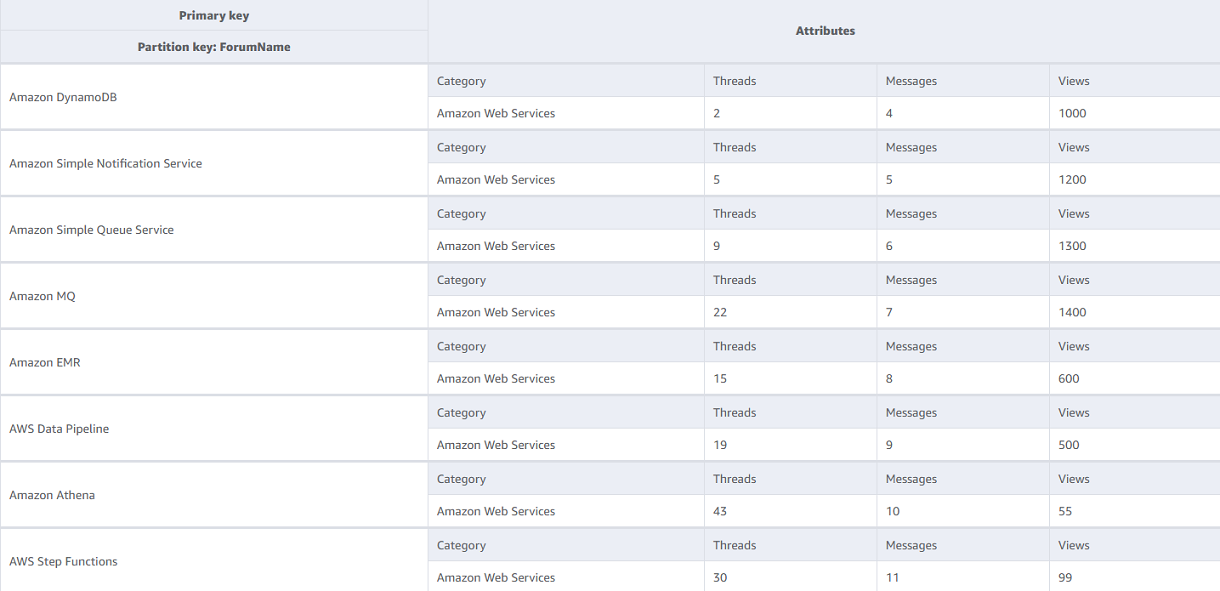 Primary key
Attributes
Partition key: ForumName
Category Threads Messages Views
Amazon DynamoDB
Amazon Web Services 2 4 1000
Category Threads Messages Views
Amazon Simple Notification Service
Amazon Web Services 5 5 1200
Category Threads Messages Views
Amazon Simple Queue Service
Amazon Web Services 9 6 1300
Category Threads Messages Views
Amazon MQ
Amazon Web Services 22 7 1400
Category Threads Messages Views
Amazon EMR
Amazon Web Services 15 8 600
Category Threads Messages Views
AWS Data Pipeline
Amazon Web Services 19 9 500
Category Threads Messages Views
Amazon Athena
Amazon Web Services 43 10 55
Category Threads Messages Views
AWS Step Functions
Amazon Web Services 30 11 99